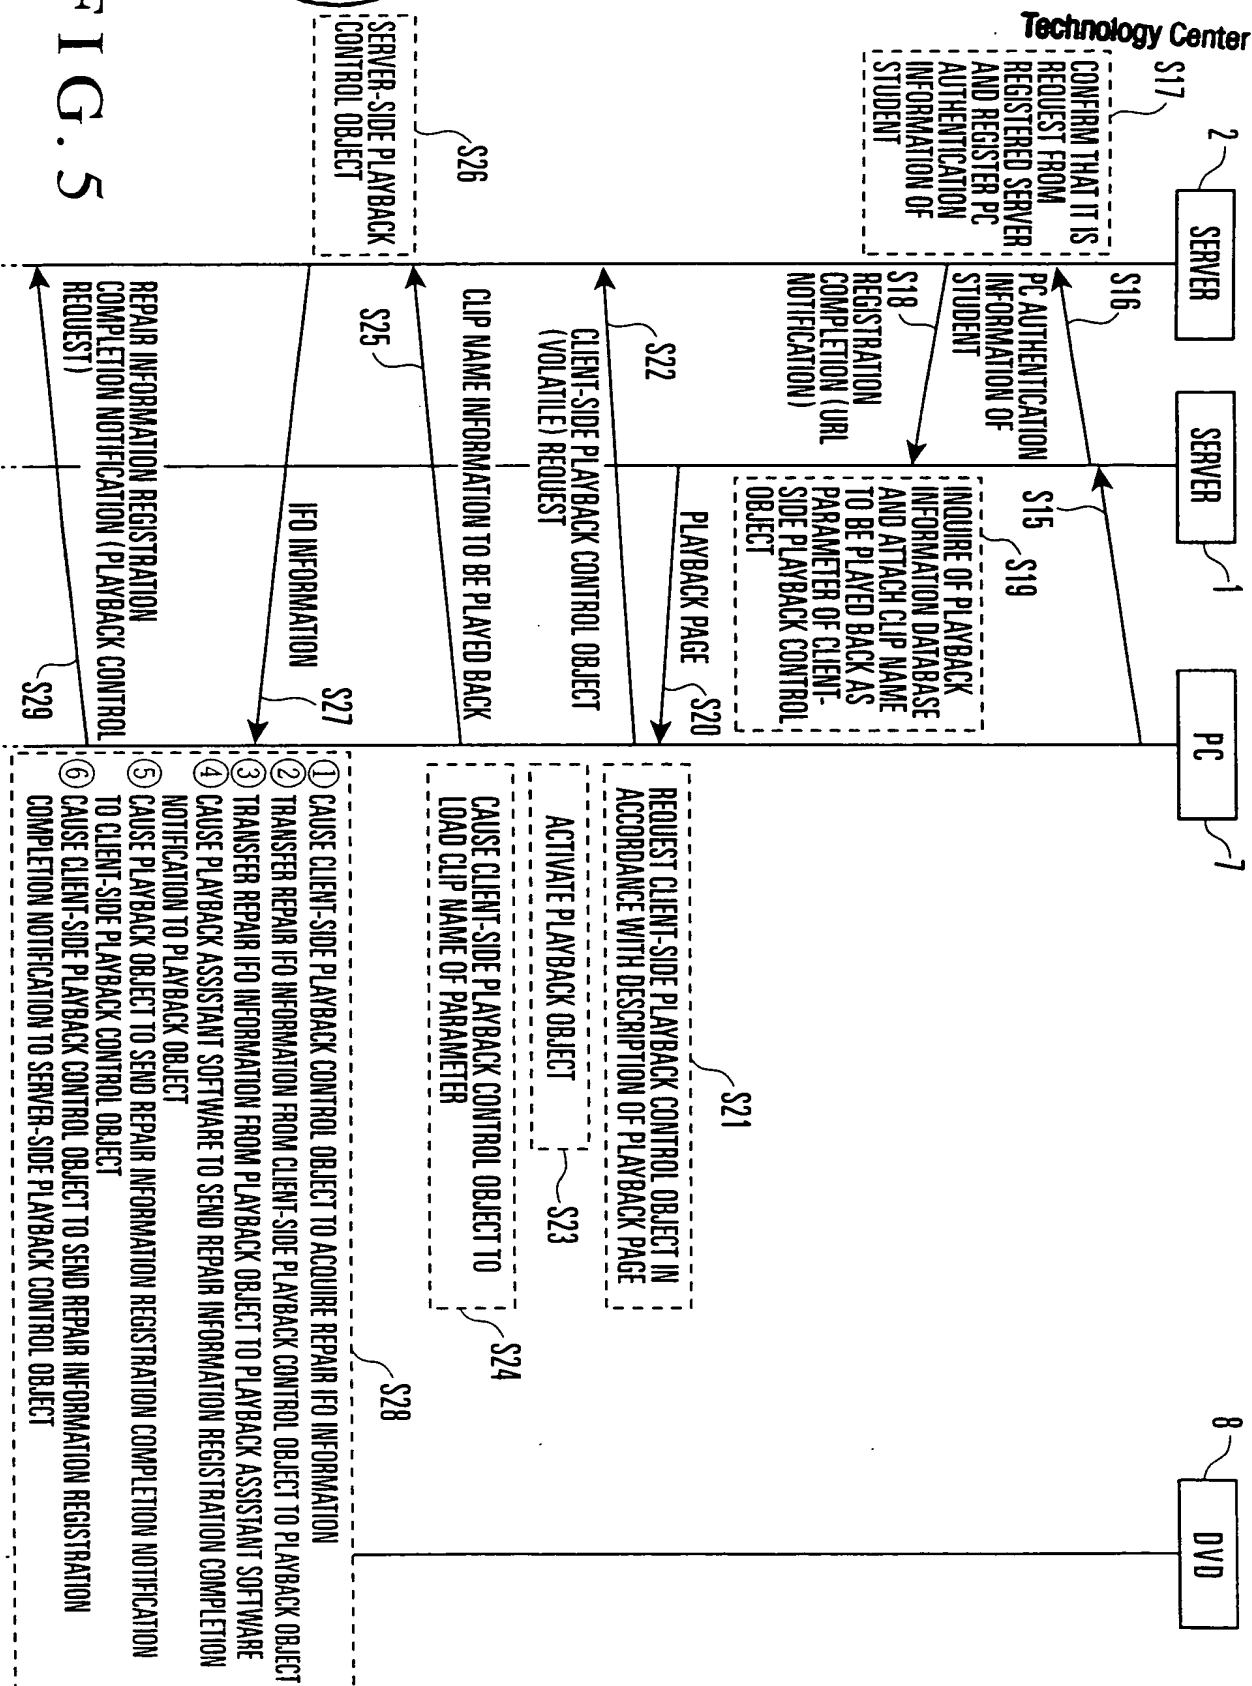 Technology Center
2
SERVER
SERVER
1
PC
7
8
DVD
S15
S16
PC AUTHENTICATION
INFORMATION OF
STUDENT
S17
CONFIRM THAT IT IS
REQUEST FROM
REGISTERED SERVER
AND REGISTER PC
AUTHENTICATION
INFORMATION OF
STUDENT
S18
REGISTRATION
COMPLETION (URL
NOTIFICATION)
S19
INQUIRE OF PLAYBACK
INFORMATION DATABASE
AND ATTACH CLIP NAME
TO BE PLAYED BACK AS
PARAMETER OF CLIENT-
SIDE PLAYBACK CONTROL
OBJECT
PLAYBACK PAGE
S20
S21
REQUEST CLIENT-SIDE PLAYBACK CONTROL OBJECT IN
ACCORDANCE WITH DESCRIPTION OF PLAYBACK PAGE
S22
CLIENT-SIDE PLAYBACK CONTROL OBJECT
(VOLATILE) REQUEST
ACTIVATE PLAYBACK OBJECT
S23
CAUSE CLIENT-SIDE PLAYBACK CONTROL OBJECT TO
LOAD CLIP NAME OF PARAMETER
S24
CLIP NAME INFORMATION TO BE PLAYED BACK
S25
S26
SERVER-SIDE PLAYBACK
CONTROL OBJECT
IFO INFORMATION
S27
S28
① CAUSE CLIENT-SIDE PLAYBACK CONTROL OBJECT TO ACQUIRE REPAIR IFO INFORMATION
② TRANSFER REPAIR IFO INFORMATION FROM CLIENT-SIDE PLAYBACK CONTROL OBJECT TO PLAYBACK OBJECT
③ TRANSFER REPAIR IFO INFORMATION FROM PLAYBACK OBJECT TO PLAYBACK ASSISTANT SOFTWARE
④ CAUSE PLAYBACK ASSISTANT SOFTWARE TO SEND REPAIR INFORMATION REGISTRATION COMPLETION
NOTIFICATION TO PLAYBACK OBJECT
⑤ CAUSE PLAYBACK OBJECT TO SEND REPAIR INFORMATION REGISTRATION COMPLETION NOTIFICATION
TO CLIENT-SIDE PLAYBACK CONTROL OBJECT
⑥ CAUSE CLIENT-SIDE PLAYBACK CONTROL OBJECT TO SEND REPAIR INFORMATION REGISTRATION
COMPLETION NOTIFICATION TO SERVER-SIDE PLAYBACK CONTROL OBJECT
REPAIR INFORMATION REGISTRATION
COMPLETION NOTIFICATION (PLAYBACK CONTROL
REQUEST)
S29
FIG. 5